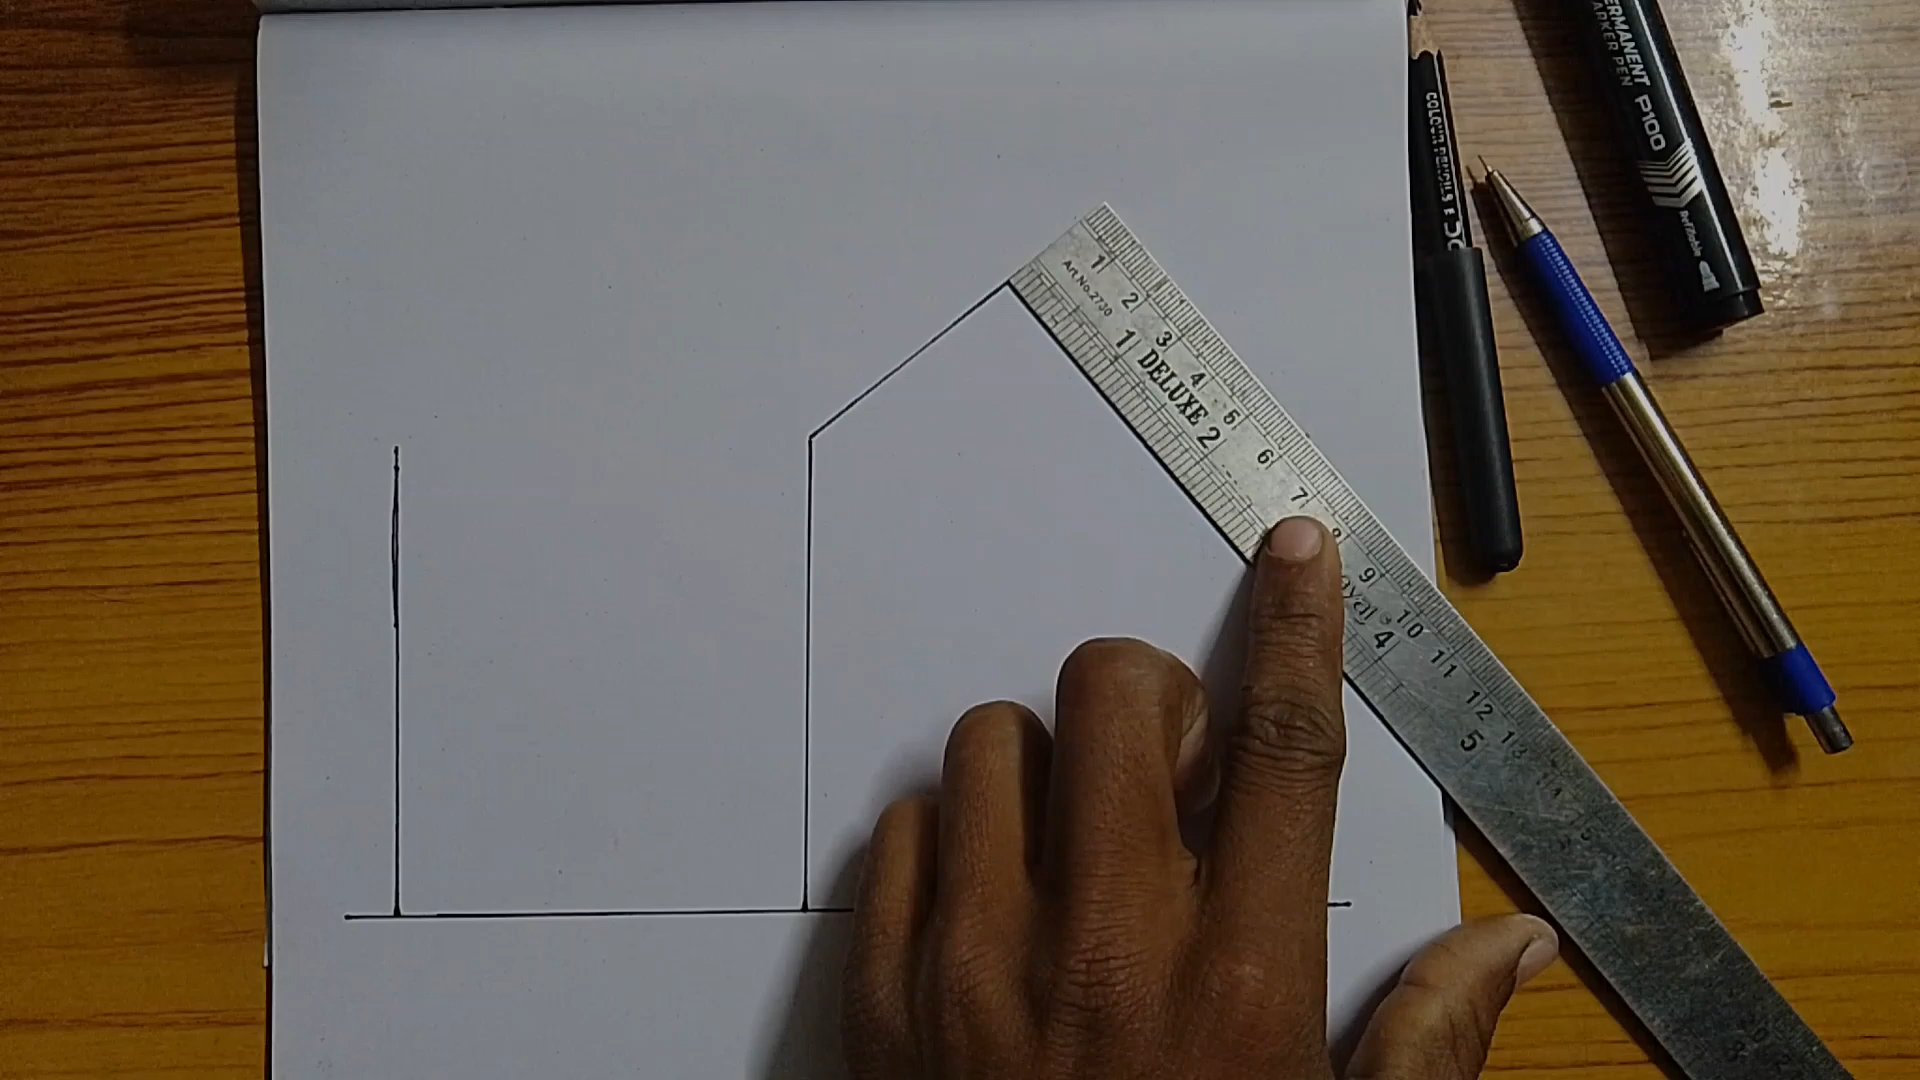 PERMANENT
MARKER PEN
P100
Refillable
COLOUR PENCILS
Art.No.2730
1 2 3 4 5 6 7 8 9 10 11 12 13
1 DELUXE 2 4 5